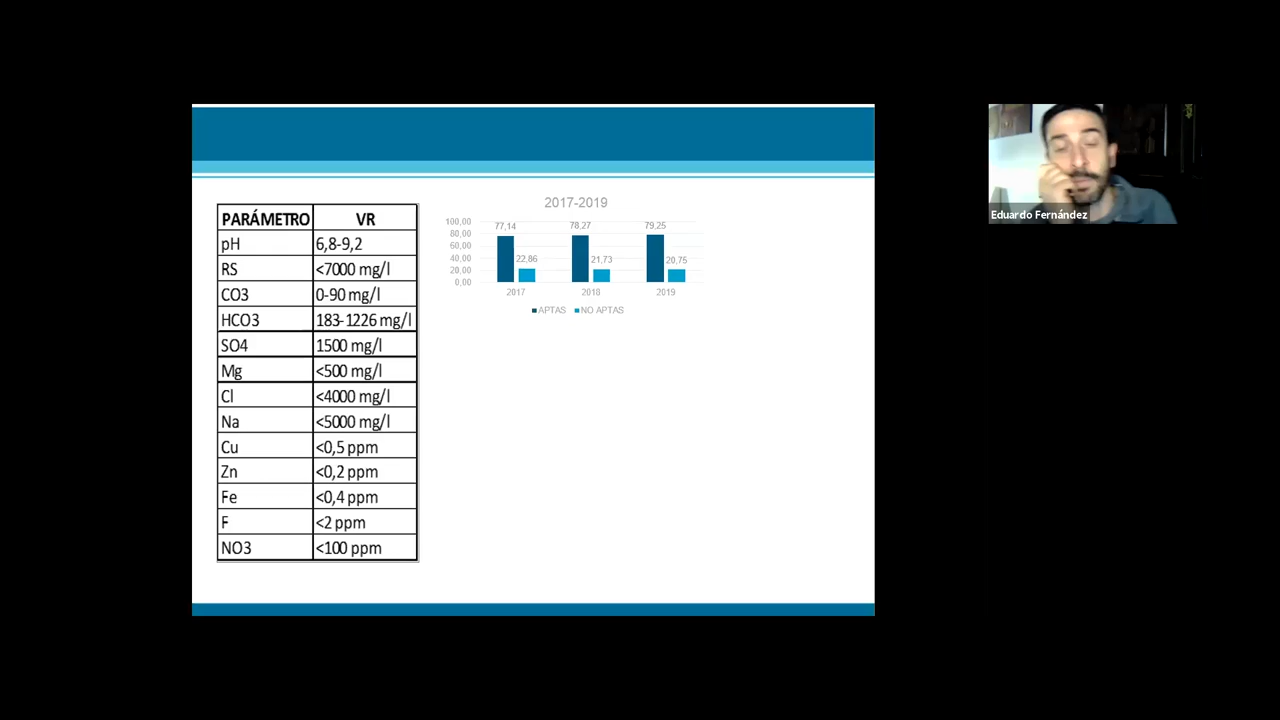 PARÁMETRO VR
pH 6,8-9,2
RS <7000 mg/l
CO3 0-90 mg/l
HCO3 183-1226 mg/l
SO4 1500 mg/l
Mg <500 mg/l
Cl <4000 mg/l
Na <5000 mg/l
Cu <0,5 ppm
Zn <0,2 ppm
Fe <0,4 ppm
F <2 ppm
NO3 <100 ppm
2017-2019
100,00
80,00
60,00
40,00
20,00
0,00
77,14
22,86
78,27
21,73
79,25
20,75
2017 2018 2019
APTAS NO APTAS
Eduardo Fernández